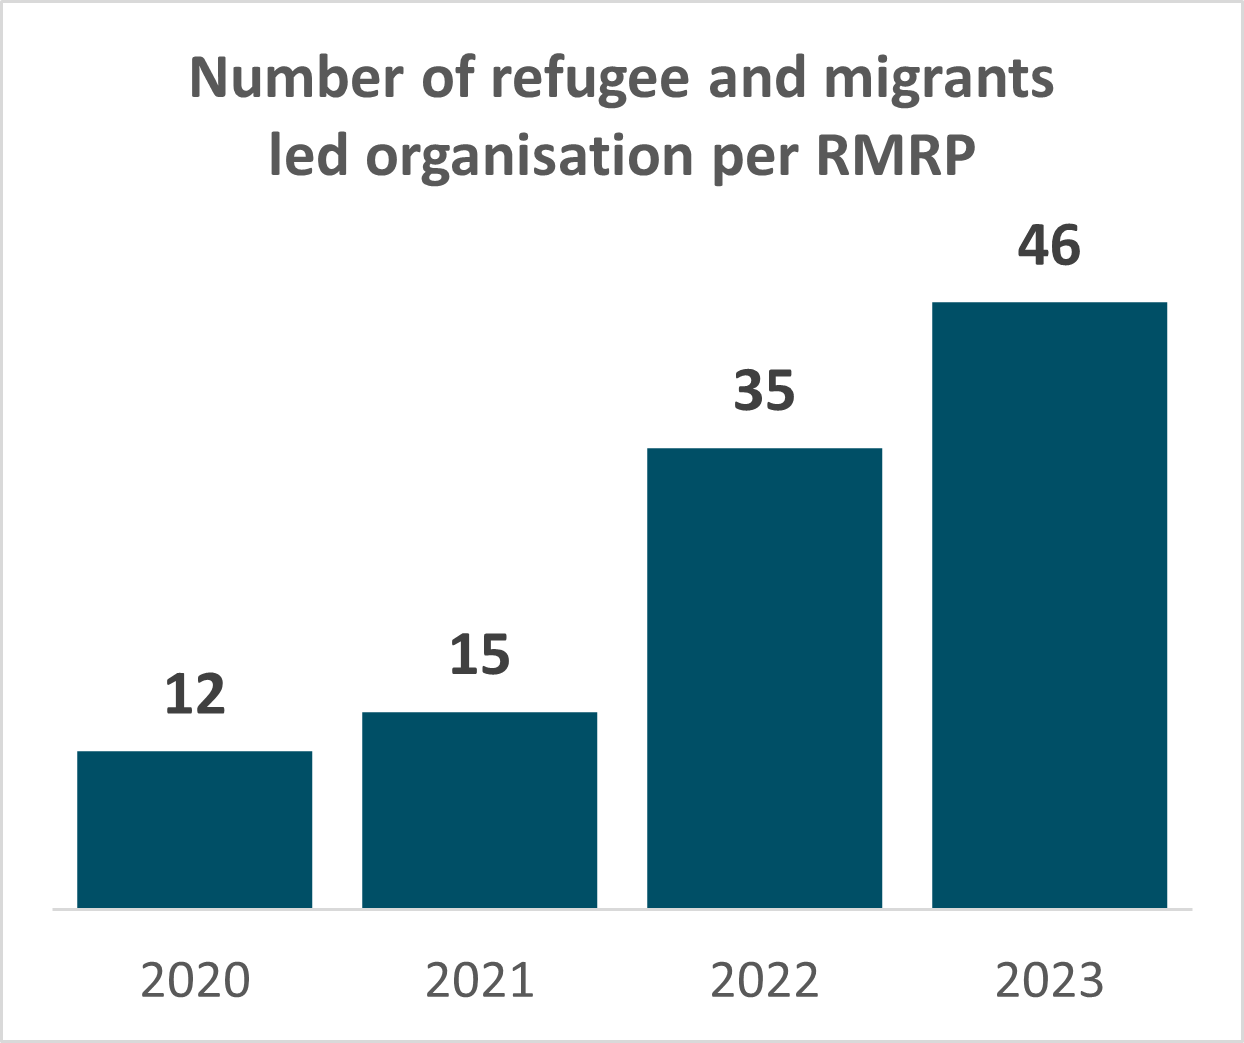 Number of refugee and migrants
led organisation per RMRP
46
35
15
12
2020 2021 2022 2023